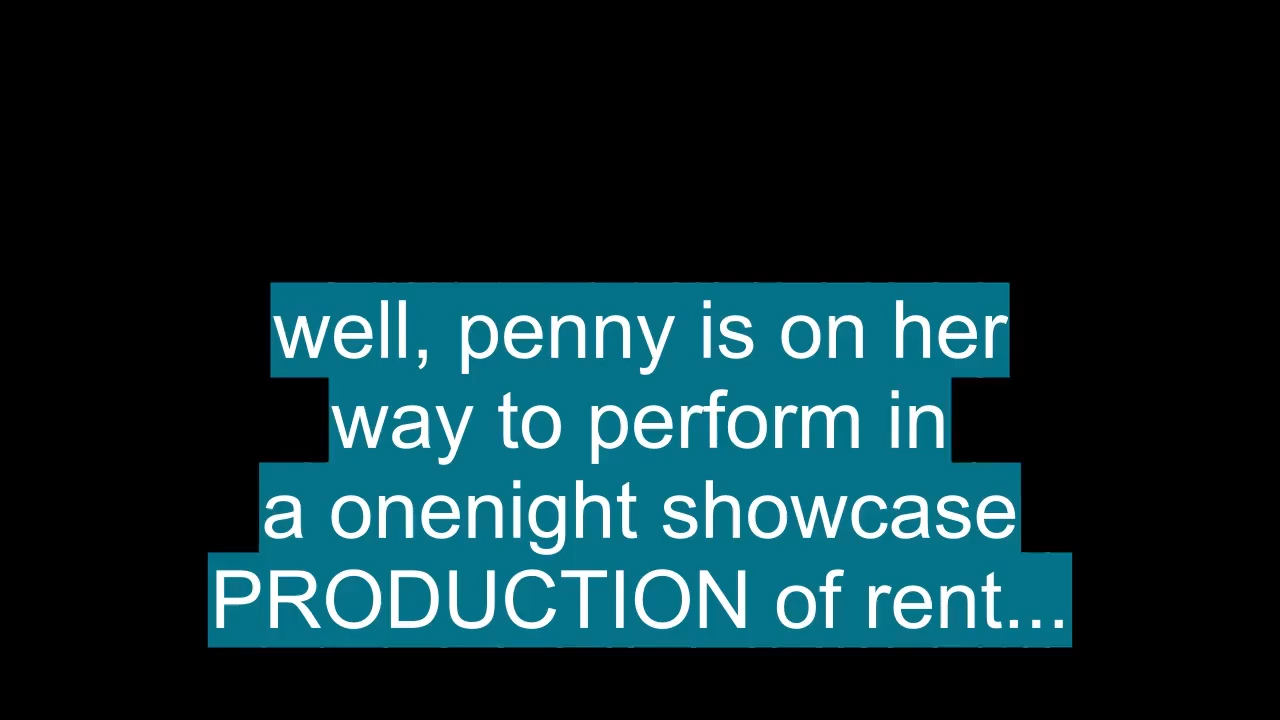 well, penny is on her
way to perform in
a onenight showcase
PRODUCTION of rent...